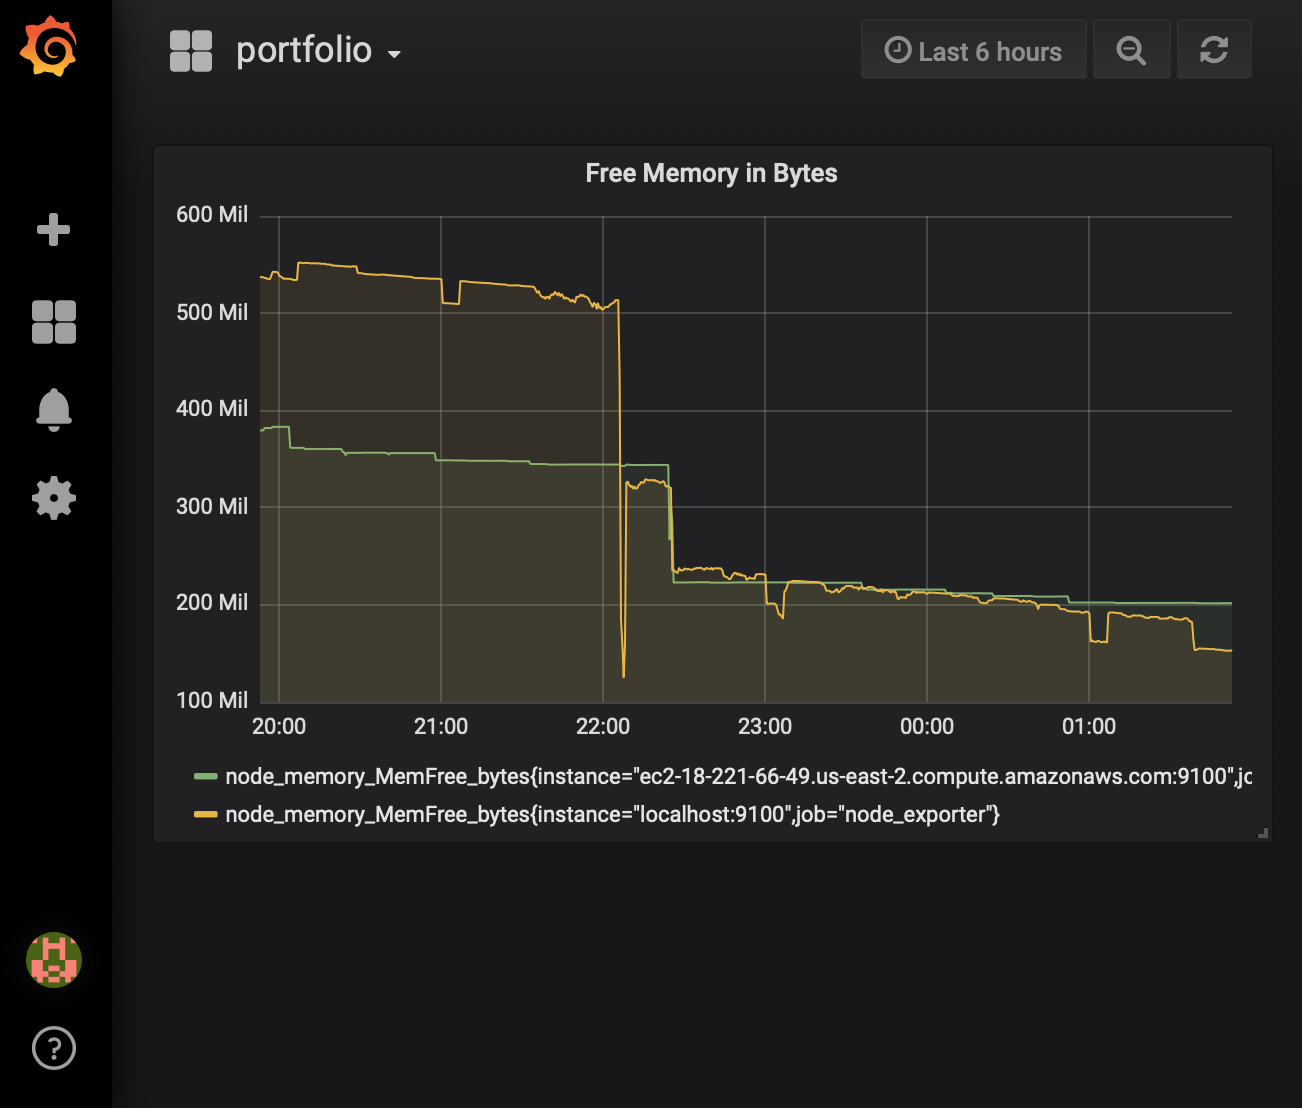 portfolio
Last 6 hours
Free Memory in Bytes
600 Mil
500 Mil
400 Mil
300 Mil
200 Mil
100 Mil
20:00 21:00 22:00 23:00 00:00 01:00
node_memory_MemFree_bytes{instance="ec2-18-221-66-49.us-east-2.compute.amazonaws.com:9100",jc
node_memory_MemFree_bytes{instance="localhost:9100",job="node_exporter"}
?